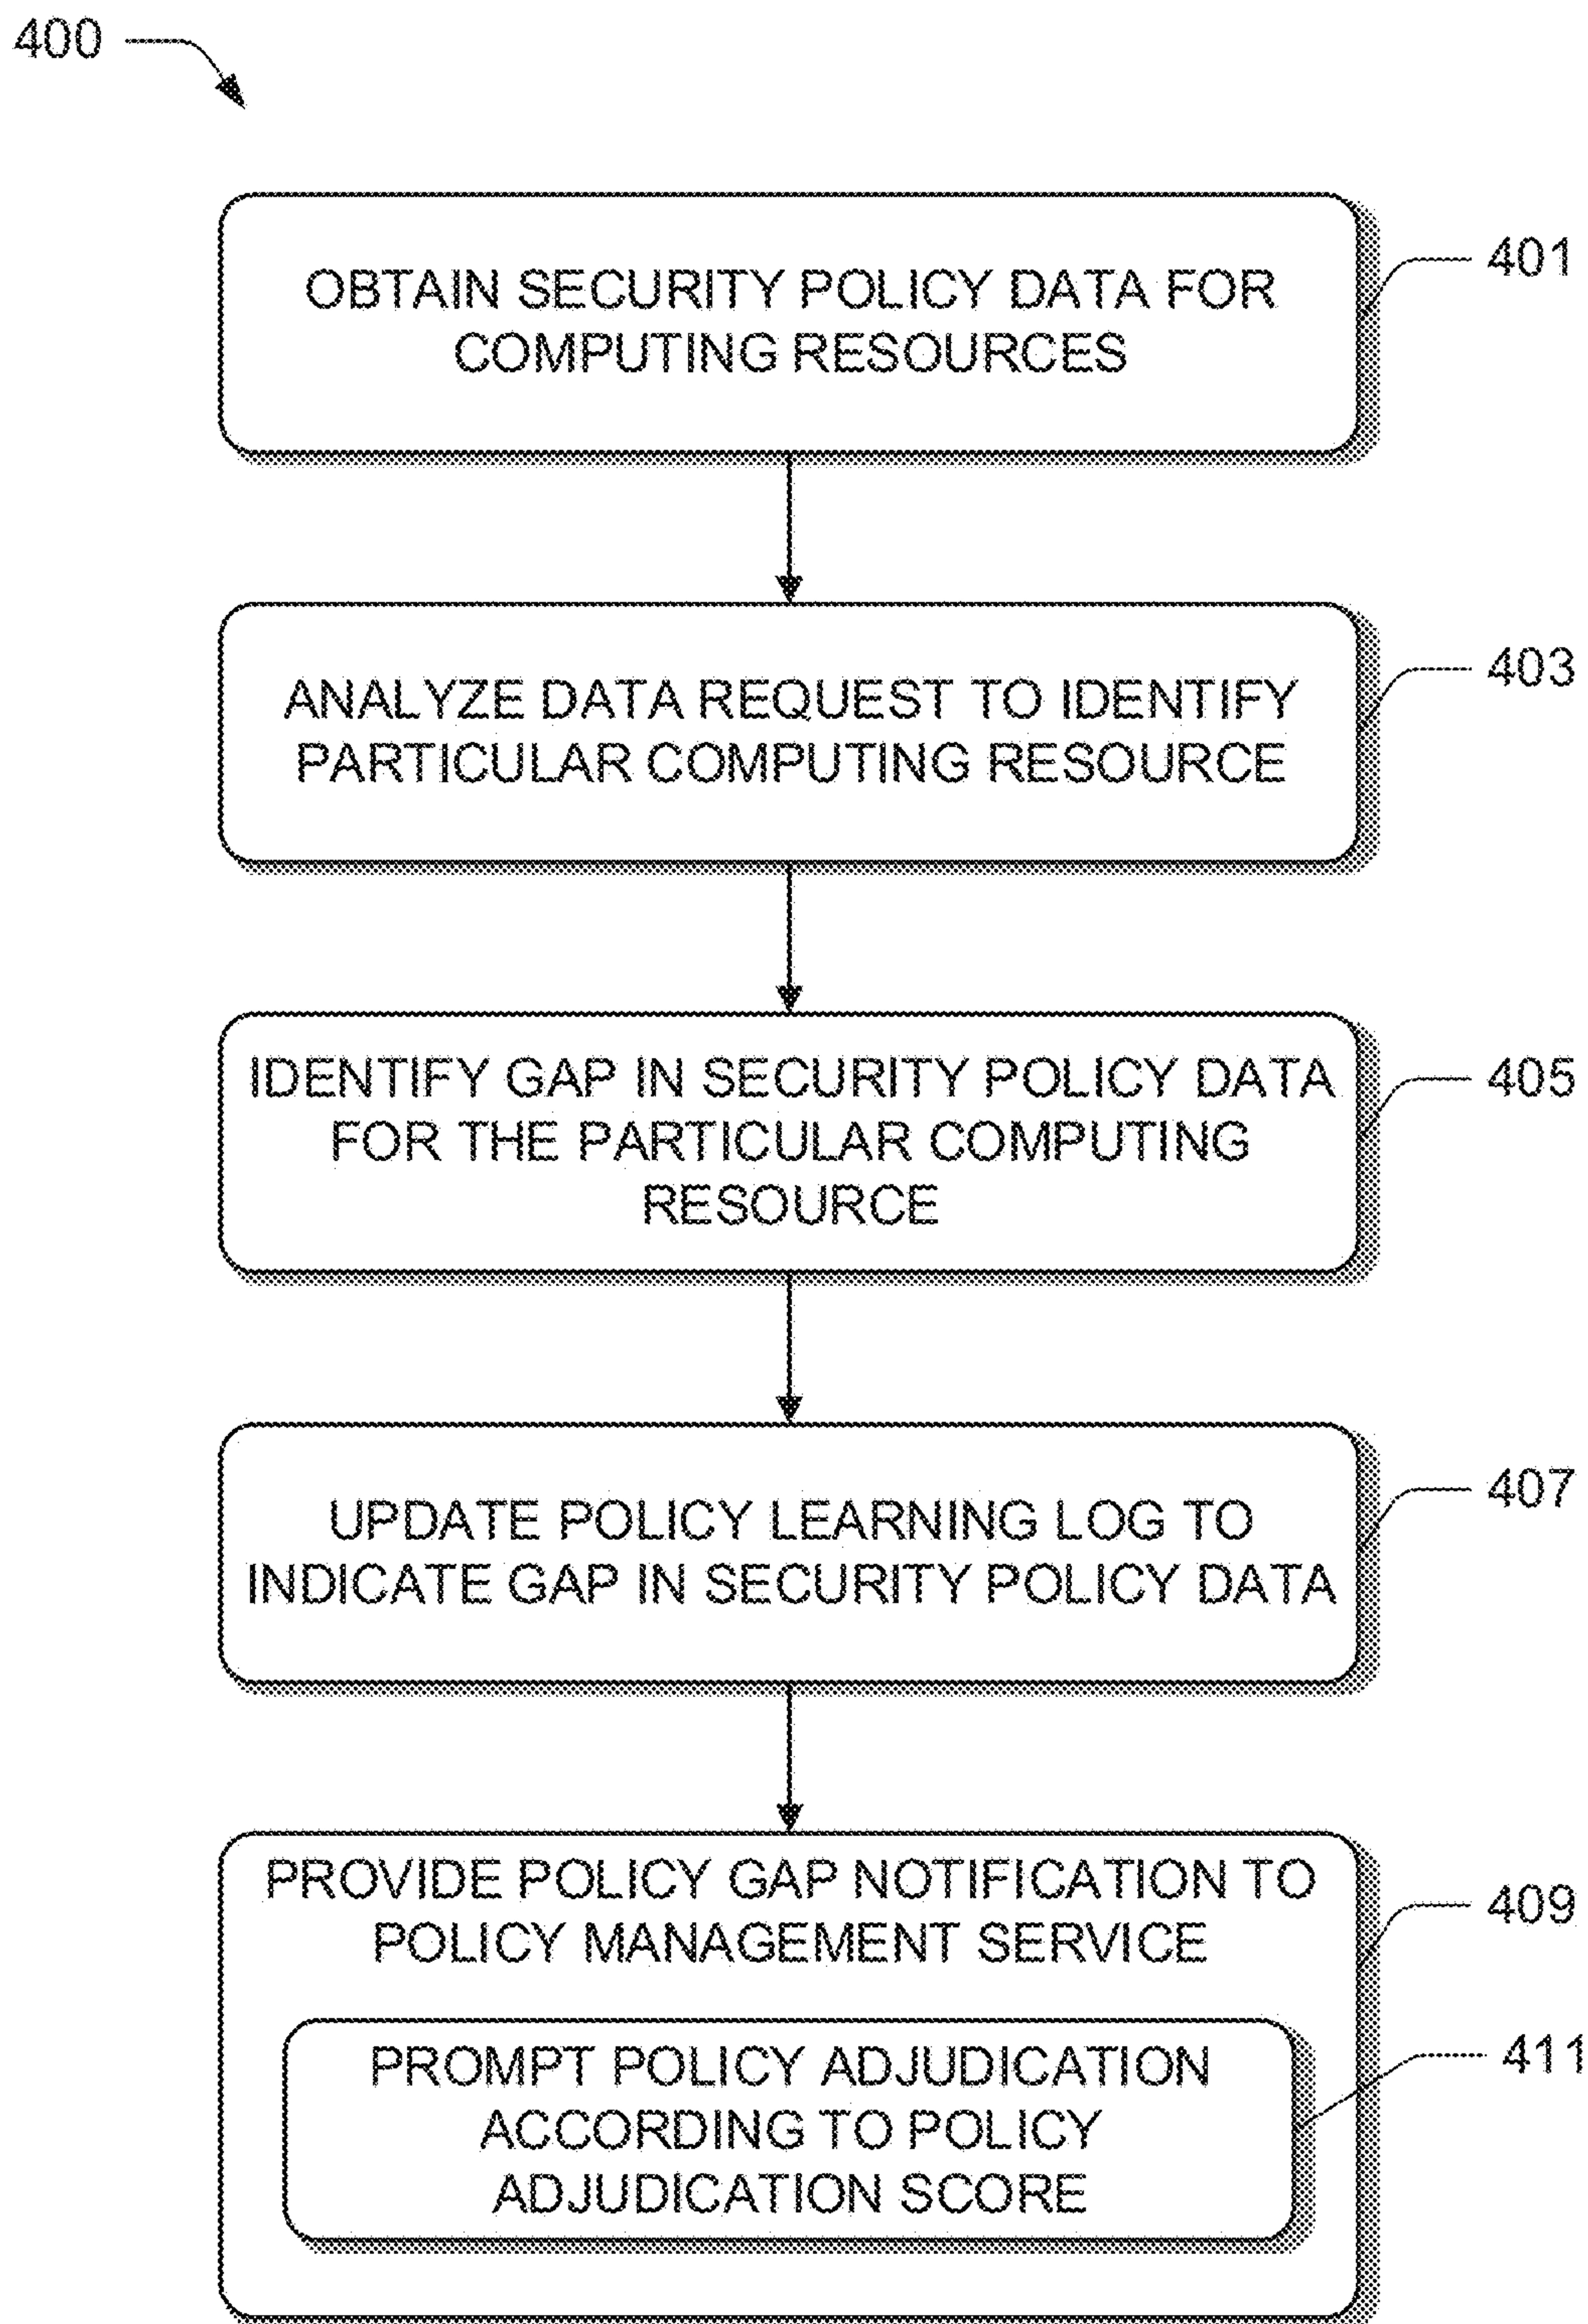 400
OBTAIN SECURITY POLICY DATA FOR
COMPUTING RESOURCES
401
ANALYZE DATA REQUEST TO IDENTIFY
PARTICULAR COMPUTING RESOURCE
403
IDENTIFY GAP IN SECURITY POLICY DATA
FOR THE PARTICULAR COMPUTING
RESOURCE
405
UPDATE POLICY LEARNING LOG TO
INDICATE GAP IN SECURITY POLICY DATA
407
PROVIDE POLICY GAP NOTIFICATION TO
POLICY MANAGEMENT SERVICE
409
PROMPT POLICY ADJUDICATION
ACCORDING TO POLICY
ADJUDICATION SCORE
411